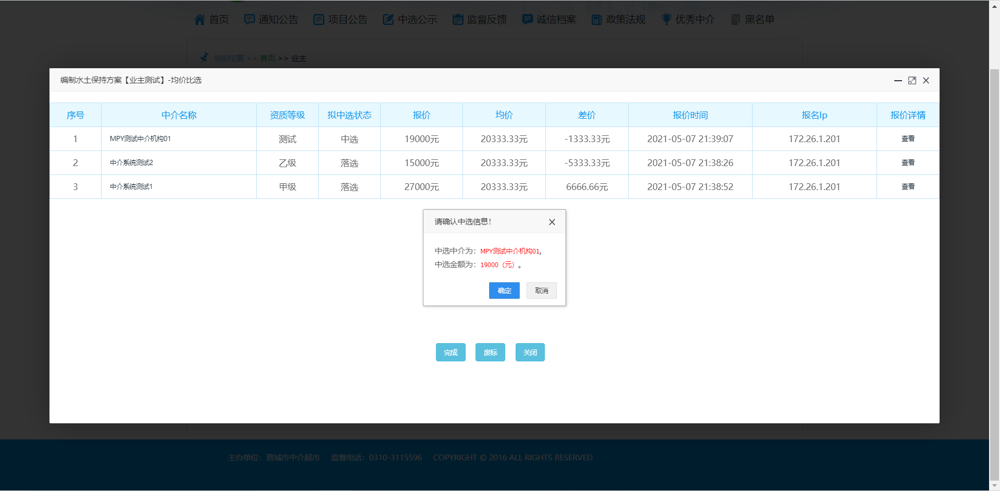 首页 通知公告 项目公告 中选公示 监督反馈 诚信档案 政策法规 优秀中介 黑名单
当前位置 >> 首页 >> 业主
编制水土保持方案【业主测试】-均价比选
序号 中介名称 资质等级 拟中选状态 报价 均价 差价 报价时间 报名Ip 报价详情
1 MPY测试中介机构01 测试 中选 19000元 20333.33元 -1333.33元 2021-05-07 21:39:07 172.26.1.201 查看
2 中介系统测试2 乙级 落选 15000元 20333.33元 -5333.33元 2021-05-07 21:38:26 172.26.1.201 查看
3 中介系统测试1 甲级 落选 27000元 20333.33元 6666.66元 2021-05-07 21:38:52 172.26.1.201 查看
请确认中选信息!
中选中介为：MPY测试中介机构01,
中选金额为：19000（元）。
确定 取消
完成 废标 关闭
主办单位：晋城市中介超市 监督电话：0310-3115596 COPYRIGHT © 2016 ALL RIGHTS RESERVED